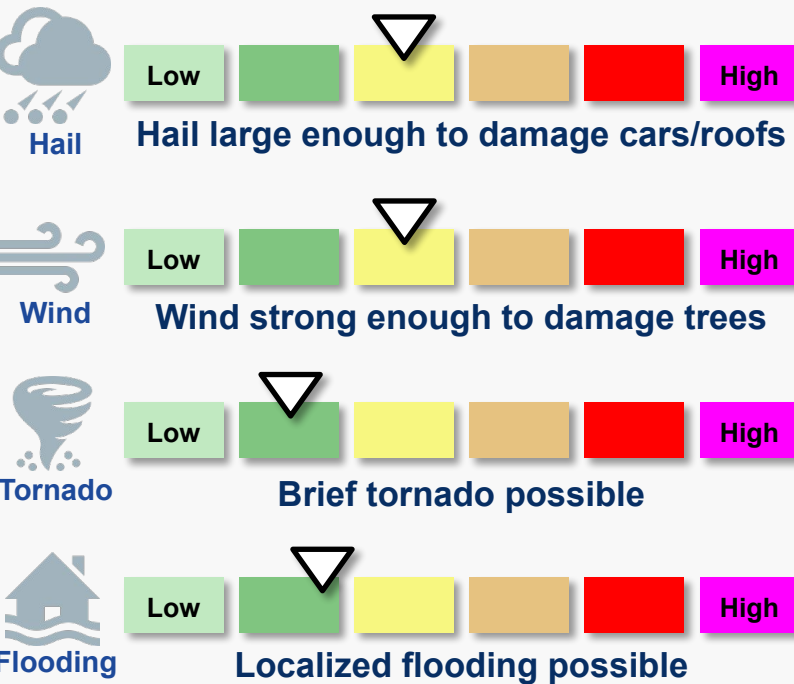 Low High
Hail Hail large enough to damage cars/roofs
Low High
Wind Wind strong enough to damage trees
Low High
Tornado Brief tornado possible
Low High
Flooding Localized flooding possible